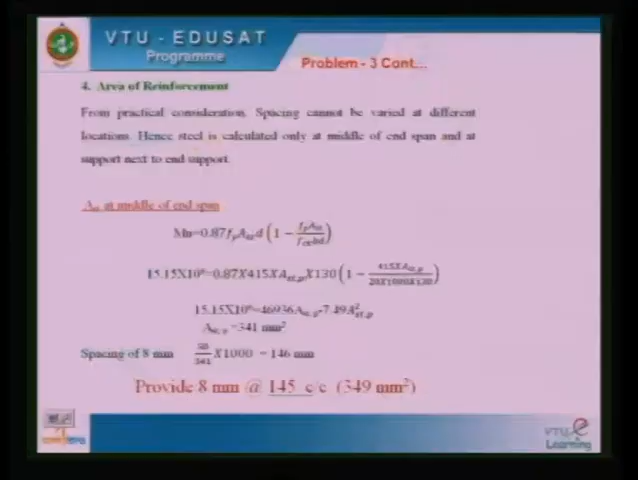 VTU - EDUSAT
Programme
Problem - 3 Cont...
4. Area of Reinforcement
From practical consideration, Spacing cannot be varied at different
locations. Hence steel is calculated only at middle of end span and at
support next to end support.
Ast at middle of end span
Mu=0.87fyAstd(1 − fyAst/fckbd)
15.15X10⁶=0.87X415XAst,pX130(1 − 415XAst,p/20X1000X130)
15.15X10⁶=46936Ast,p-7.49A²st,p
Ast,p =341 mm²
Spacing of 8 mm 50/341 X1000 = 146 mm
Provide 8 mm @ 145 c/c (349 mm²)
VTU-e
Learning